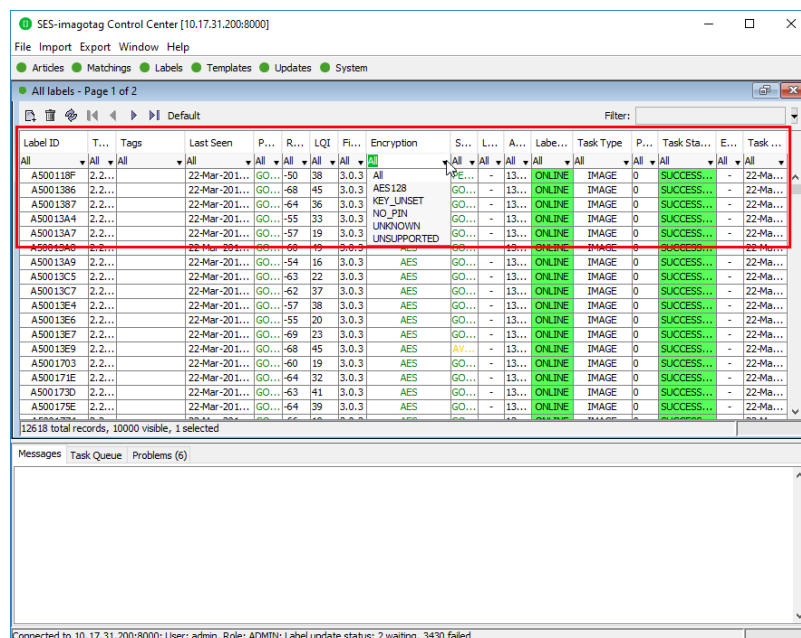 SES-imagotag Control Center [10.17.31.200:8000]
File Import Export Window Help
Articles Matchings Labels Templates Updates System
All labels - Page 1 of 2
Default Filter:
Label ID T... Tags Last Seen P... R... LQI Fi... Encryption S... L... A... Labe... Task Type P... Task Sta... E... Task ...
All All All All All All All All All All All All All All All All All All
A500118F 2.2... 22-Mar-201... GO... -50 38 3.0.3 All PE... - 13... ONLINE IMAGE 0 SUCCESS... - 22-Ma...
A5001386 2.2... 22-Mar-201... GO... -68 45 3.0.3 AES128 GO... - 13... ONLINE IMAGE 0 SUCCESS... - 22-Ma...
A5001387 2.2... 22-Mar-201... GO... -64 36 3.0.3 KEY_UNSET GO... - 13... ONLINE IMAGE 0 SUCCESS... - 22-Ma...
NO_PIN
A50013A4 2.2... 22-Mar-201... GO... -55 33 3.0.3 UNKNOWN GO... - 13... ONLINE IMAGE 0 SUCCESS... - 22-Ma...
A50013A7 2.2... 22-Mar-201... GO... -57 19 3.0.3 UNSUPPORTED GO... - 13... ONLINE IMAGE 0 SUCCESS... - 22-Ma...
A50013A9 2.2... 22-Mar-201... GO... -54 16 3.0.3 AES GO... - 13... ONLINE IMAGE 0 SUCCESS... - 22-Ma...
A50013C5 2.2... 22-Mar-201... GO... -63 22 3.0.3 AES GO... - 13... ONLINE IMAGE 0 SUCCESS... - 22-Ma...
A50013C7 2.2... 22-Mar-201... GO... -62 37 3.0.3 AES GO... - 13... ONLINE IMAGE 0 SUCCESS... - 22-Ma...
A50013E4 2.2... 22-Mar-201... GO... -57 38 3.0.3 AES GO... - 13... ONLINE IMAGE 0 SUCCESS... - 22-Ma...
A50013E6 2.2... 22-Mar-201... GO... -55 20 3.0.3 AES GO... - 13... ONLINE IMAGE 0 SUCCESS... - 22-Ma...
A50013E7 2.2... 22-Mar-201... GO... -69 23 3.0.3 AES GO... - 13... ONLINE IMAGE 0 SUCCESS... - 22-Ma...
A50013E9 2.2... 22-Mar-201... GO... -68 45 3.0.3 AES AV... - 13... ONLINE IMAGE 0 SUCCESS... - 22-Ma...
A5001703 2.2... 22-Mar-201... GO... -60 19 3.0.3 AES GO... - 13... ONLINE IMAGE 0 SUCCESS... - 22-Ma...
A500171E 2.2... 22-Mar-201... GO... -64 32 3.0.3 AES GO... - 13... ONLINE IMAGE 0 SUCCESS... - 22-Ma...
A500173D 2.2... 22-Mar-201... GO... -63 41 3.0.3 AES GO... - 13... ONLINE IMAGE 0 SUCCESS... - 22-Ma...
A500175E 2.2... 22-Mar-201... GO... -64 39 3.0.3 AES GO... - 13... ONLINE IMAGE 0 SUCCESS... - 22-Ma...
12618 total records, 10000 visible, 1 selected
Messages Task Queue Problems (6)
Connected to 10.17.31.200:8000; User: admin, Role: ADMIN; Label update status: 2 waiting, 3430 failed